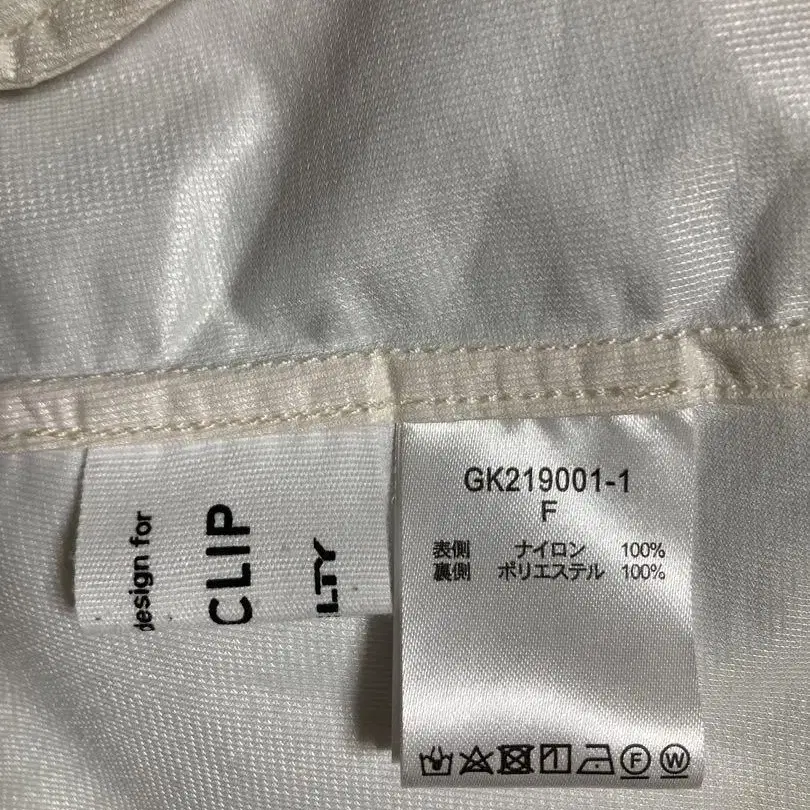 design for
CLIP
LTY
GK219001-1
F
表側 ナイロン 100%
裏側 ポリエステル 100%
F
W